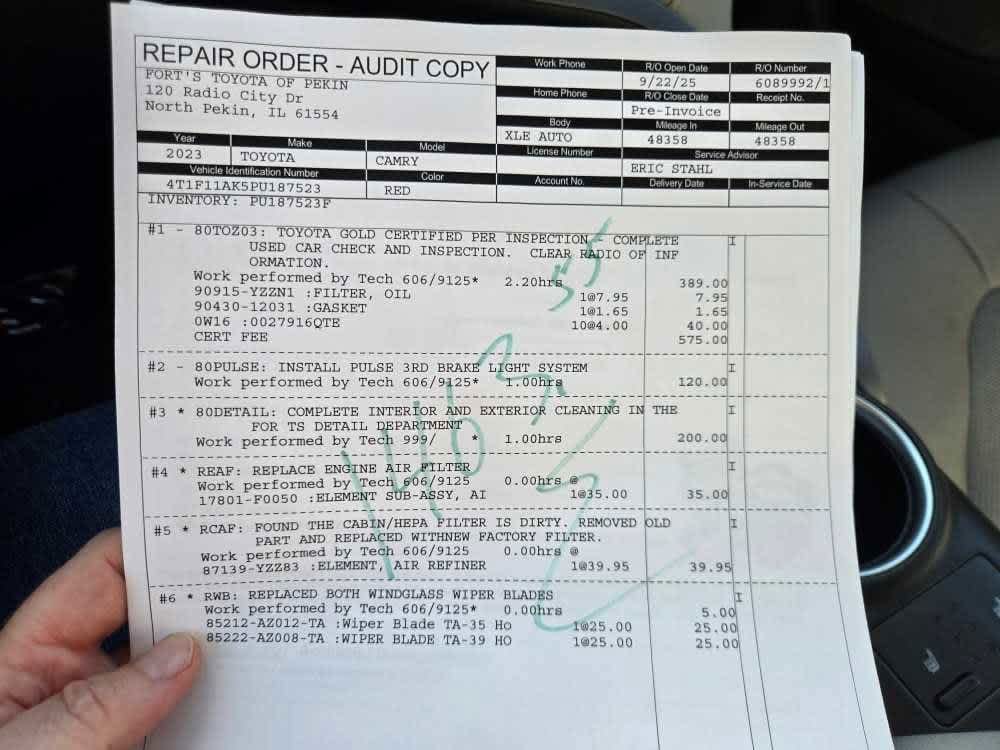 REPAIR ORDER - AUDIT COPY
FORT'S TOYOTA OF PEKIN
120 Radio City Dr
North Pekin, IL 61554
Work Phone R/O Open Date R/O Number
9/22/25 6089992/1
Home Phone R/O Close Date Receipt No.
Pre-Invoice
Body Mileage In Mileage Out
XLE AUTO 48358 48358
Year Make Model License Number Service Advisor
2023 TOYOTA CAMRY ERIC STAHL
Vehicle Identification Number Color Account No. Delivery Date In-Service Date
4T1F11AK5PU187523 RED
INVENTORY: PU187523F
#1 - 80TOZ03: TOYOTA GOLD CERTIFIED PER INSPECTION - COMPLETE I
USED CAR CHECK AND INSPECTION. CLEAR RADIO OF INF
ORMATION.
Work performed by Tech 606/9125* 2.20hrs 389.00
90915-YZZN1 :FILTER, OIL 1@7.95 7.95
90430-12031 :GASKET 1@1.65 1.65
0W16 :0027916QTE 10@4.00 40.00
CERT FEE 575.00
#2 - 80PULSE: INSTALL PULSE 3RD BRAKE LIGHT SYSTEM I
Work performed by Tech 606/9125* 1.00hrs 120.00
#3 * 80DETAIL: COMPLETE INTERIOR AND EXTERIOR CLEANING IN THE I
FOR TS DETAIL DEPARTMENT
Work performed by Tech 999/ * 1.00hrs 200.00
#4 * REAF: REPLACE ENGINE AIR FILTER I
Work performed by Tech 606/9125 0.00hrs @
17801-F0050 :ELEMENT SUB-ASSY, AI 1@35.00 35.00
#5 * RCAF: FOUND THE CABIN/HEPA FILTER IS DIRTY. REMOVED OLD I
PART AND REPLACED WITHNEW FACTORY FILTER.
Work performed by Tech 606/9125 0.00hrs @
87139-YZZ83 :ELEMENT, AIR REFINER 1@39.95 39.95
#6 * RWB: REPLACED BOTH WINDGLASS WIPER BLADES I
Work performed by Tech 606/9125* 0.00hrs 5.00
85212-AZ012-TA :Wiper Blade TA-35 Ho 1@25.00 25.00
85222-AZ008-TA :WIPER BLADE TA-39 HO 1@25.00 25.00
1463.55